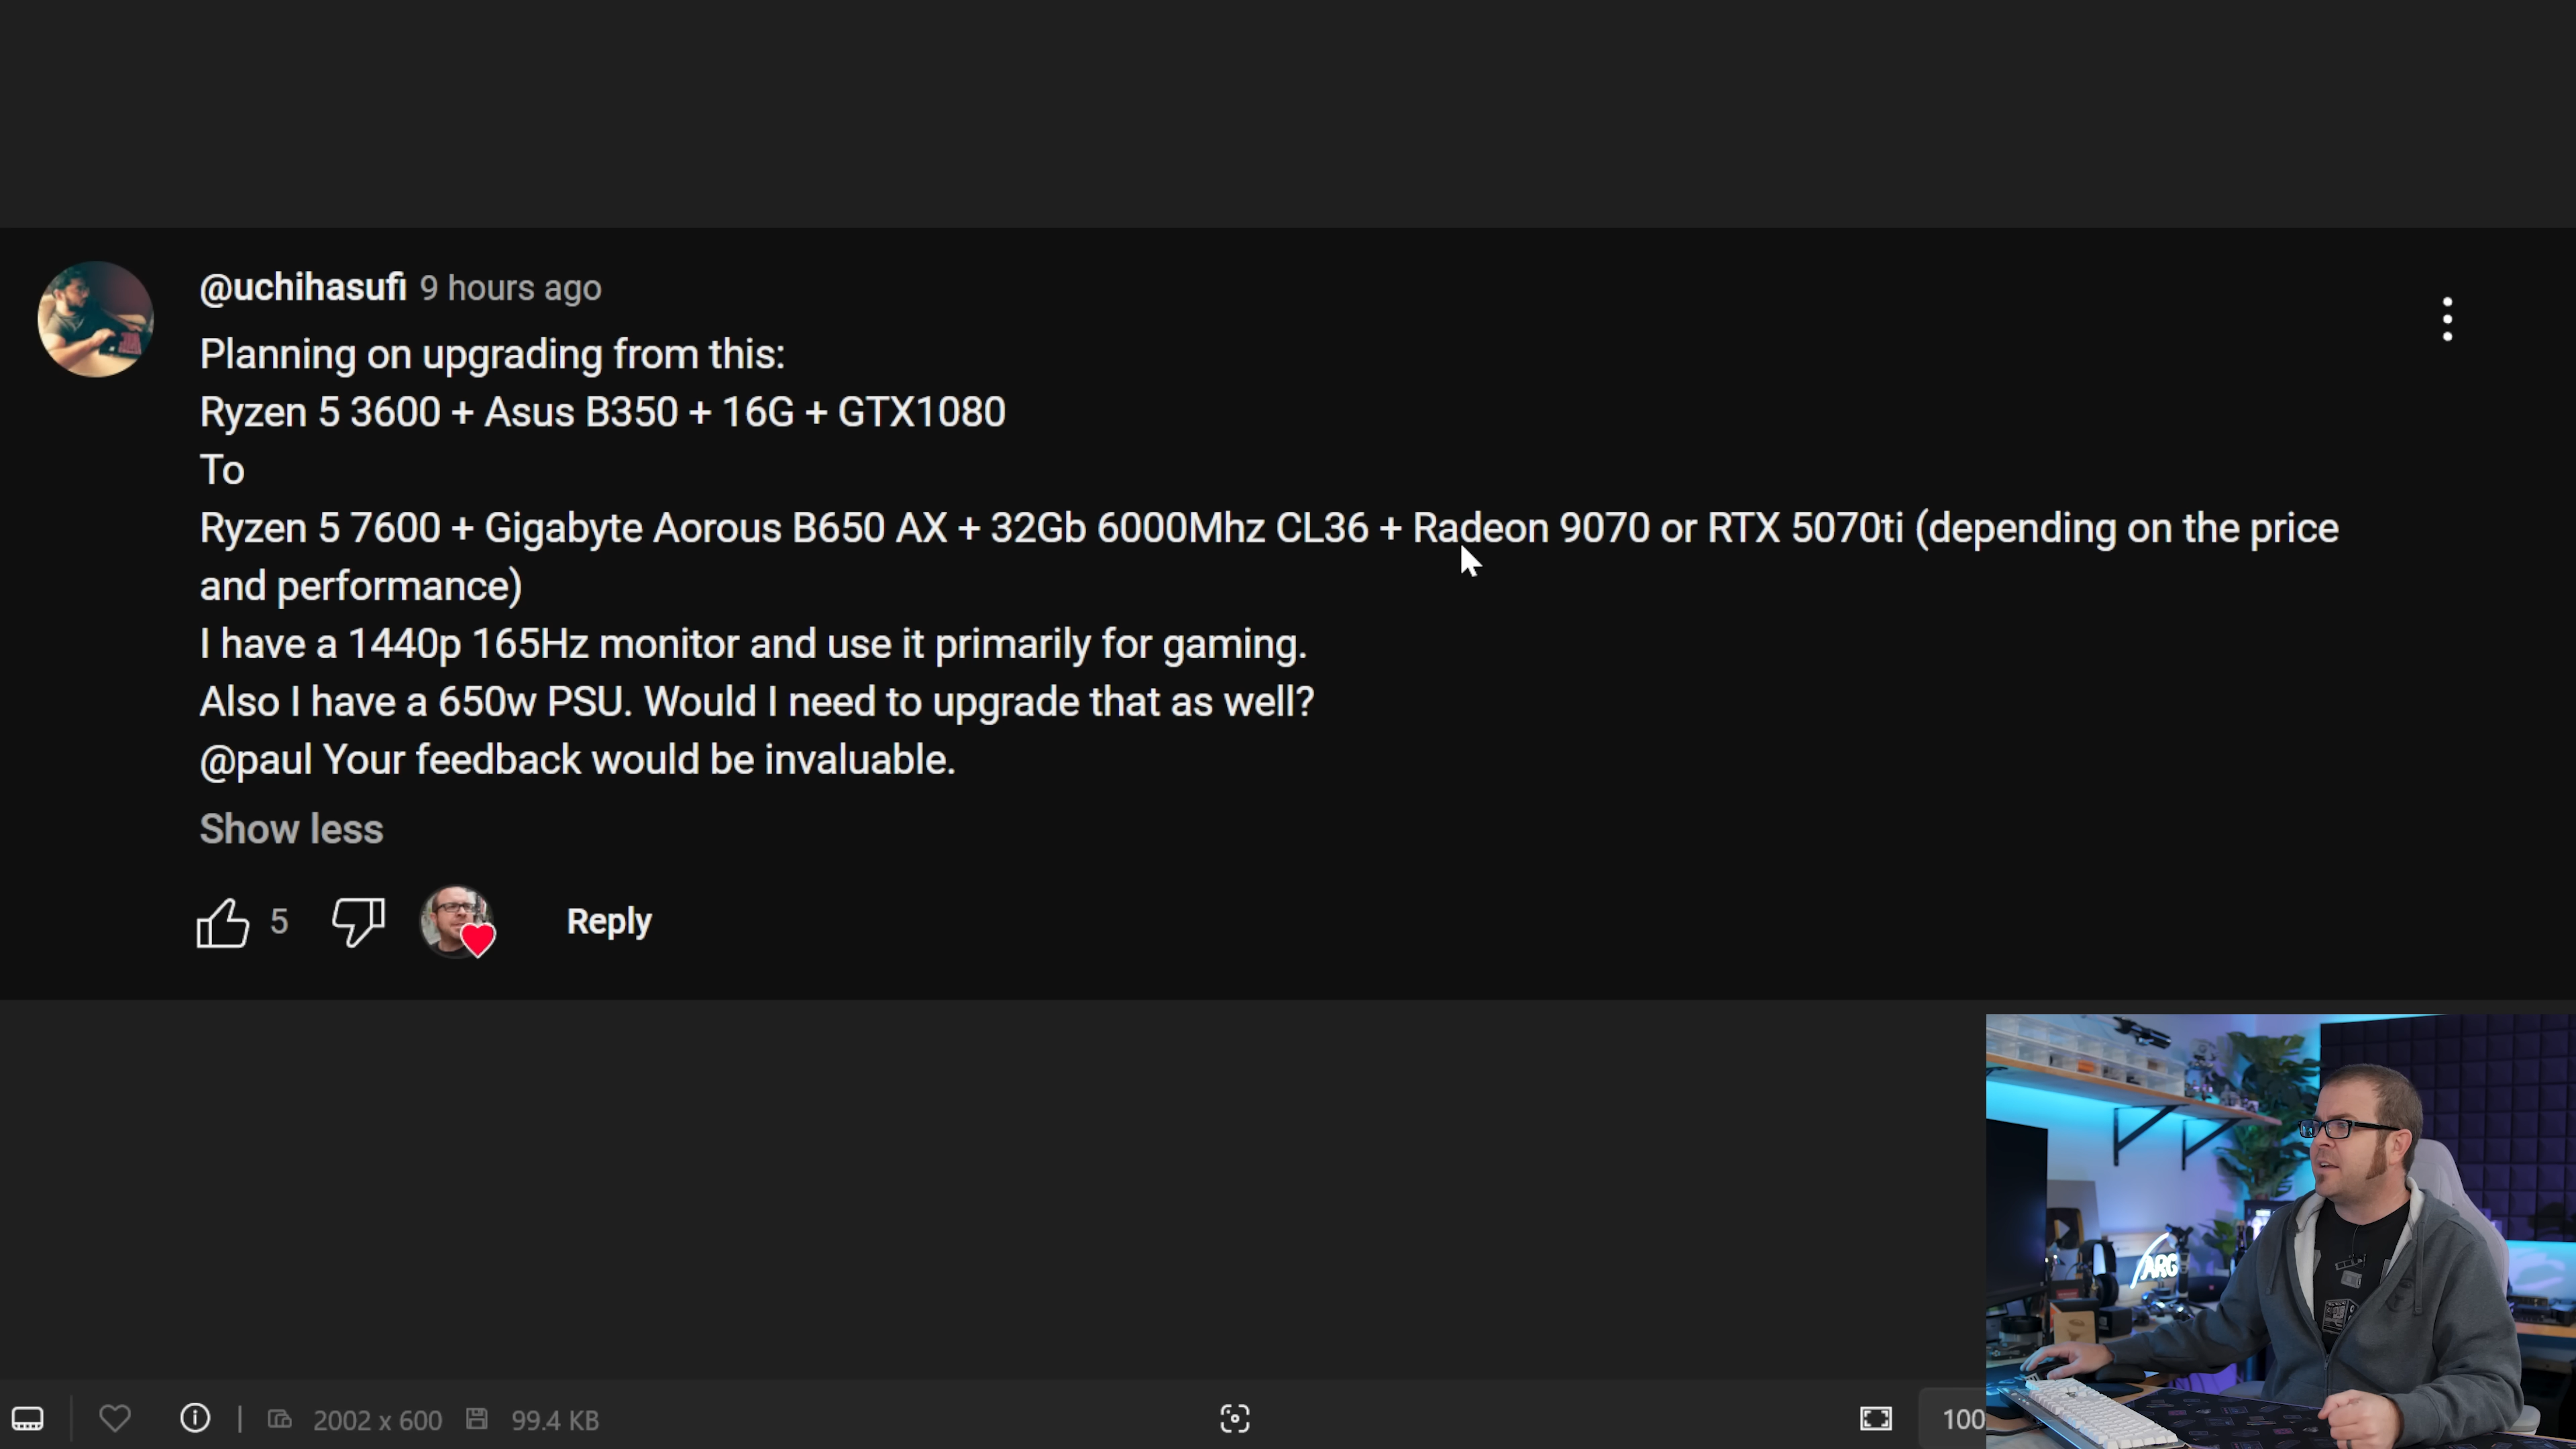 @uchihasufi 9 hours ago
Planning on upgrading from this:
Ryzen 5 3600 + Asus B350 + 16G + GTX1080
To
Ryzen 5 7600 + Gigabyte Aorous B650 AX + 32Gb 6000Mhz CL36 + Radeon 9070 or RTX 5070ti (depending on the price
and performance)
I have a 1440p 165Hz monitor and use it primarily for gaming.
Also I have a 650w PSU. Would I need to upgrade that as well?
@paul Your feedback would be invaluable.
Show less
5 Reply
ARG
2002 x 600 99.4 KB
100